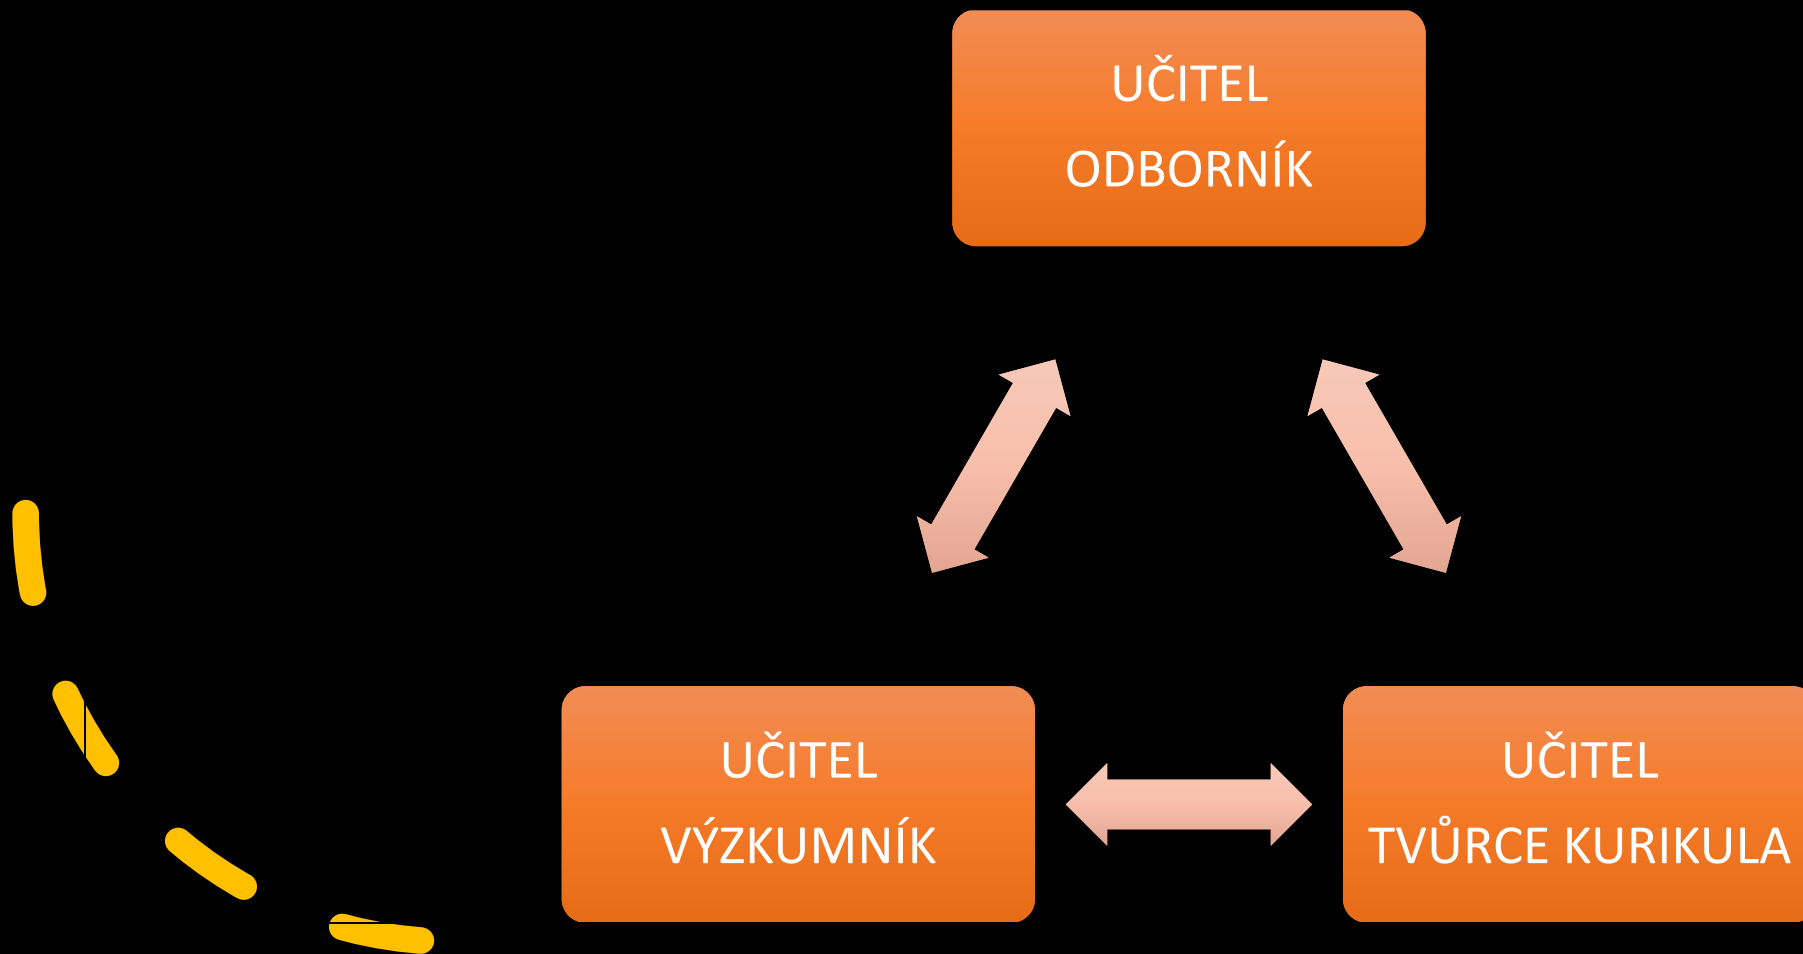 UČITEL
ODBORNÍK
UČITEL
VÝZKUMNÍK
UČITEL
TVŮRCE KURIKULA